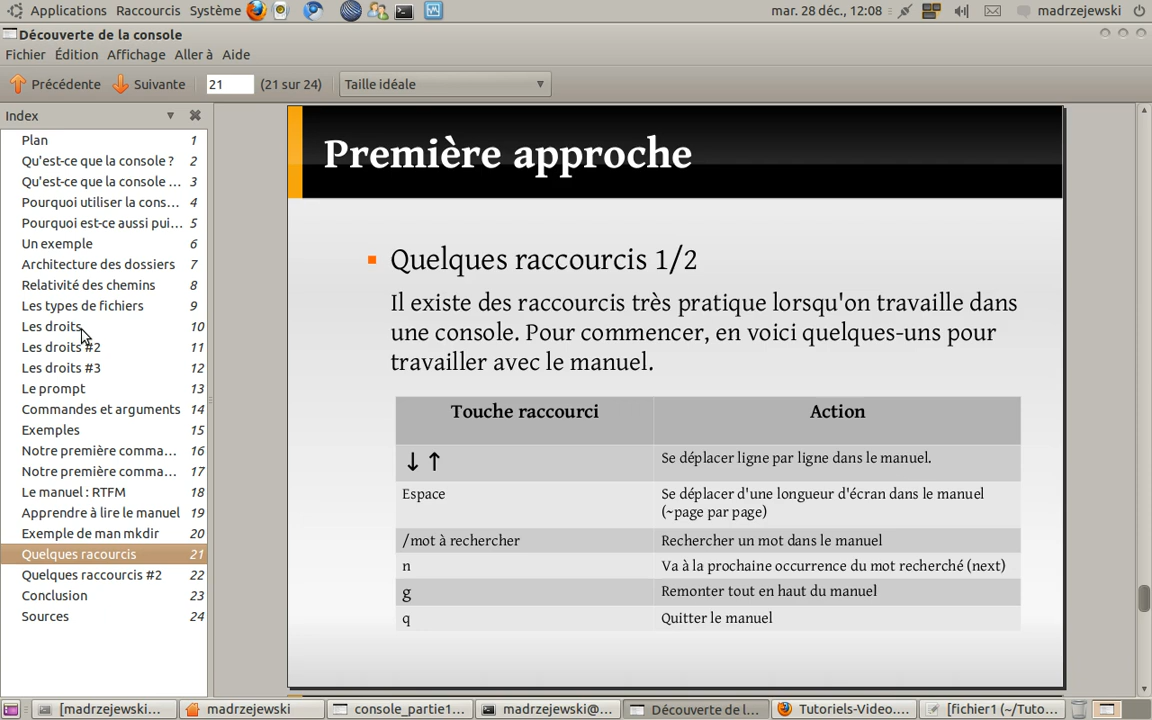 Applications Raccourcis Système mar. 28 déc., 12:08 madrzejewski
Découverte de la console
Fichier Édition Affichage Aller à Aide
Précédente Suivante 21 (21 sur 24) Taille idéale
Index
Plan 1
Qu'est-ce que la console ? 2
Qu'est-ce que la console ... 3
Pourquoi utiliser la cons... 4
Pourquoi est-ce aussi pui... 5
Un exemple 6
Architecture des dossiers 7
Relativité des chemins 8
Les types de fichiers 9
Les droits 10
Les droits #2 11
Les droits #3 12
Le prompt 13
Commandes et arguments 14
Exemples 15
Notre première comma... 16
Notre première comma... 17
Le manuel : RTFM 18
Apprendre à lire le manuel 19
Exemple de man mkdir 20
Quelques racourcis 21
Quelques raccourcis #2 22
Conclusion 23
Sources 24
Première approche
Quelques raccourcis 1/2
Il existe des raccourcis très pratique lorsqu'on travaille dans
une console. Pour commencer, en voici quelques-uns pour
travailler avec le manuel.
Touche raccourci Action
↓ ↑ Se déplacer ligne par ligne dans le manuel.
Espace Se déplacer d'une longueur d'écran dans le manuel
(~page par page)
/mot à rechercher Rechercher un mot dans le manuel
n Va à la prochaine occurrence du mot recherché (next)
g Remonter tout en haut du manuel
q Quitter le manuel
[madrzejewski... madrzejewski console_partie1... madrzejewski@... Découverte de l... Tutoriels-Video.... [fichier1 (~/Tuto...